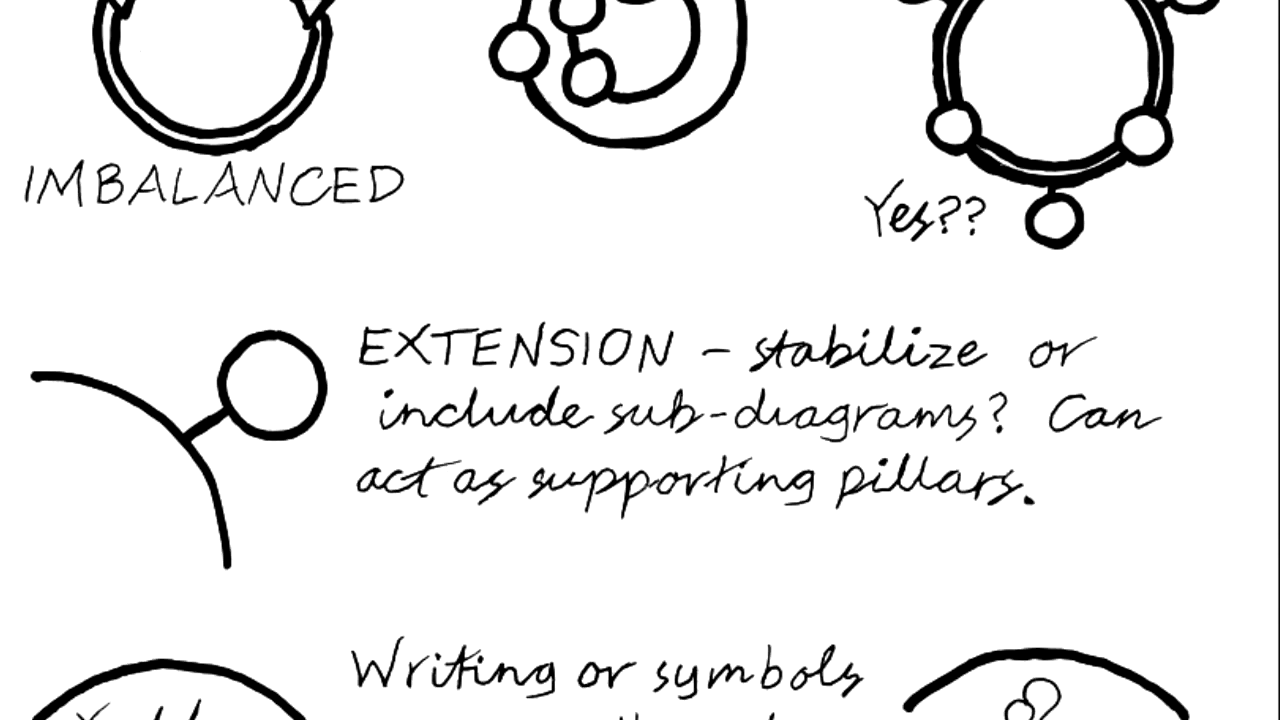 IMBALANCED
Yes??
EXTENSION - stabilize or
include sub-diagrams? Can
act as supporting pillars.
Writing or symbols